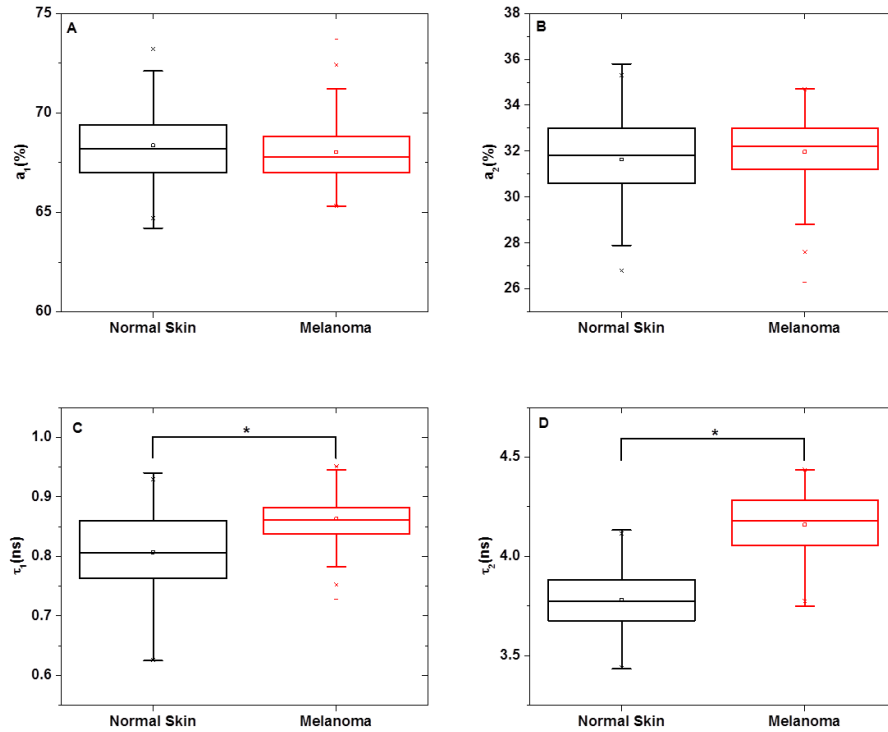 A
75
70
65
60
a1(%)
Normal Skin
Melanoma
B
38
36
34
32
30
28
26
a2(%)
Normal Skin
Melanoma
C
*
1.0
0.9
0.8
0.7
0.6
τ1(ns)
Normal Skin
Melanoma
D
*
4.5
4.0
3.5
τ2(ns)
Normal Skin
Melanoma